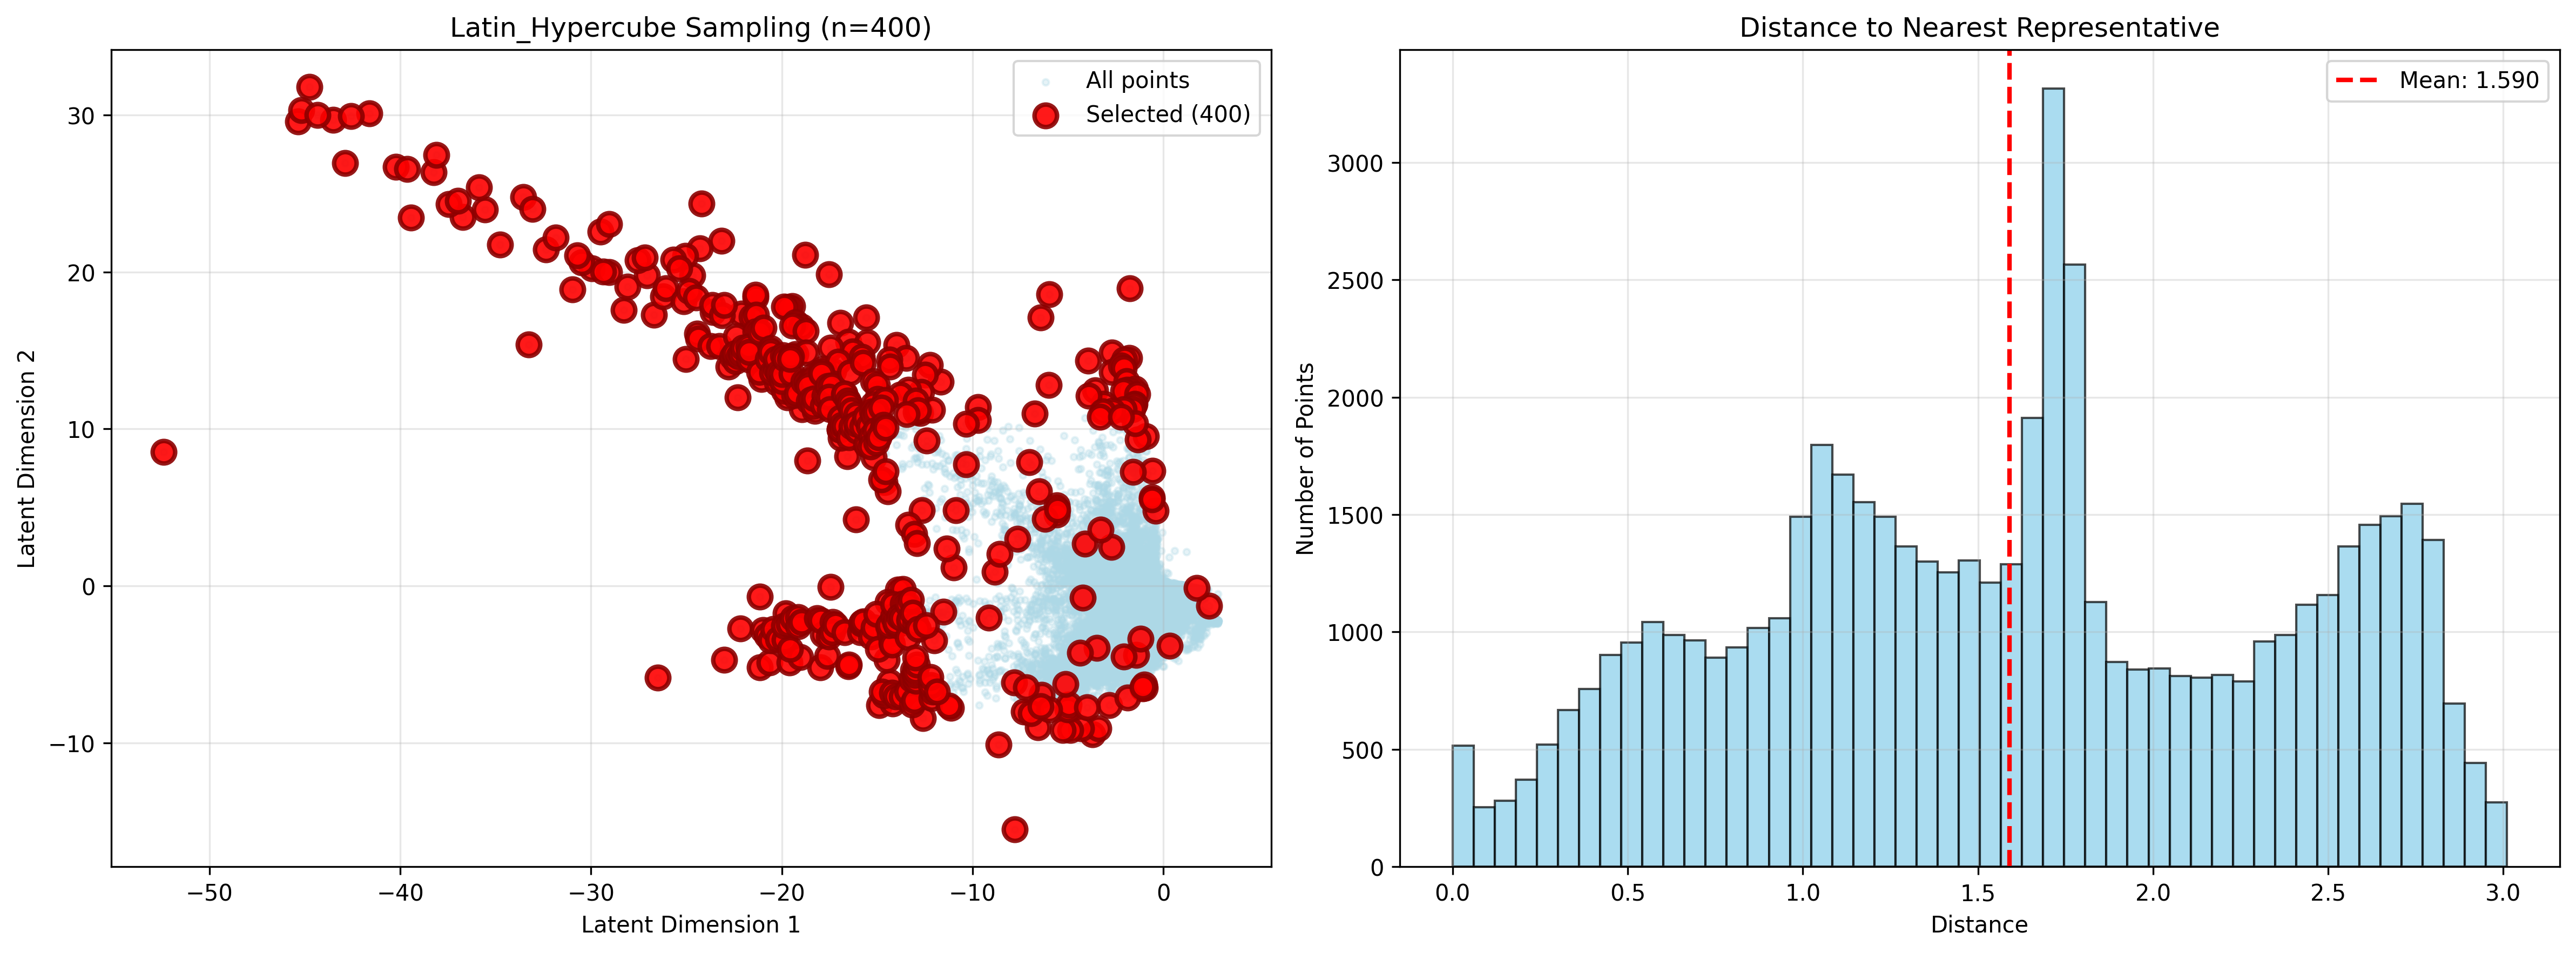 Latin_Hypercube Sampling (n=400)
All points
Selected (400)
30
20
10
0
−10
Latent Dimension 2
−50
−40
−30
−20
−10
0
Latent Dimension 1
Distance to Nearest Representative
Mean: 1.590
3000
2500
2000
1500
1000
500
0
Number of Points
0.0
0.5
1.0
1.5
2.0
2.5
3.0
Distance